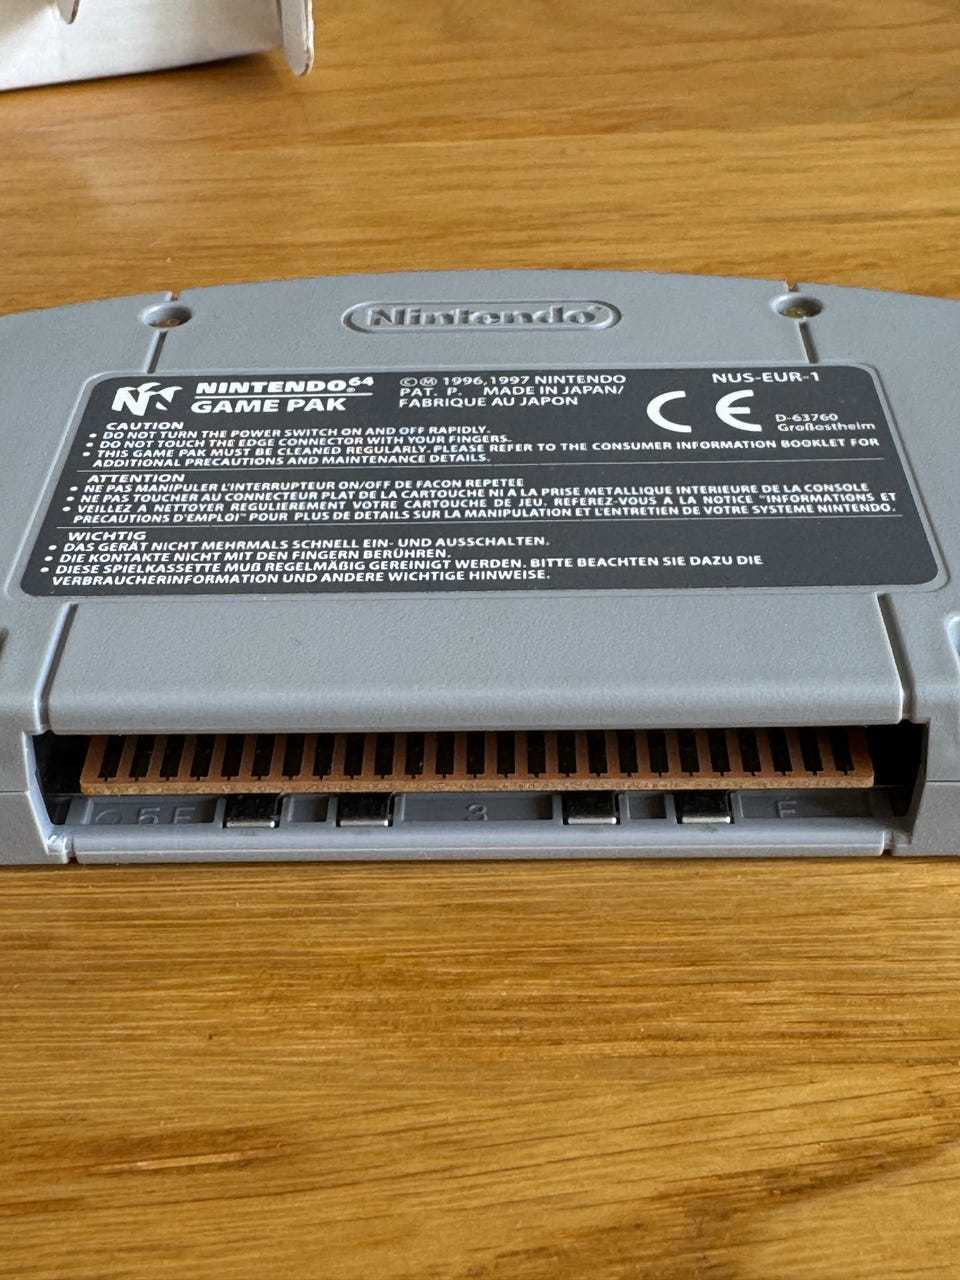 Nintendo®
NINTENDO 64® GAME PAK
©Ⓜ 1996,1997 NINTENDO
PAT. P. MADE IN JAPAN/
FABRIQUE AU JAPON
NUS-EUR-1
CE
D-63760
Großostheim
CAUTION
• DO NOT TURN THE POWER SWITCH ON AND OFF RAPIDLY.
• DO NOT TOUCH THE EDGE CONNECTOR WITH YOUR FINGERS.
• THIS GAME PAK MUST BE CLEANED REGULARLY. PLEASE REFER TO THE CONSUMER INFORMATION BOOKLET FOR
ADDITIONAL PRECAUTIONS AND MAINTENANCE DETAILS.
ATTENTION
• NE PAS MANIPULER L'INTERRUPTEUR ON/OFF DE FACON REPETEE
• NE PAS TOUCHER AU CONNECTEUR PLAT DE LA CARTOUCHE NI A LA PRISE METALLIQUE INTERIEURE DE LA CONSOLE
• VEILLEZ A NETTOYER REGULIEREMENT VOTRE CARTOUCHE DE JEU. REFEREZ-VOUS A LA NOTICE "INFORMATIONS ET
PRECAUTIONS D'EMPLOI" POUR PLUS DE DETAILS SUR LA MANIPULATION ET L'ENTRETIEN DE VOTRE SYSTEME NINTENDO.
WICHTIG
• DAS GERÄT NICHT MEHRMALS SCHNELL EIN- UND AUSSCHALTEN.
• DIE KONTAKTE NICHT MIT DEN FINGERN BERÜHREN.
• DIESE SPIELKASSETTE MUß REGELMÄßIG GEREINIGT WERDEN. BITTE BEACHTEN SIE DAZU DIE
VERBRAUCHERINFORMATION UND ANDERE WICHTIGE HINWEISE.
3